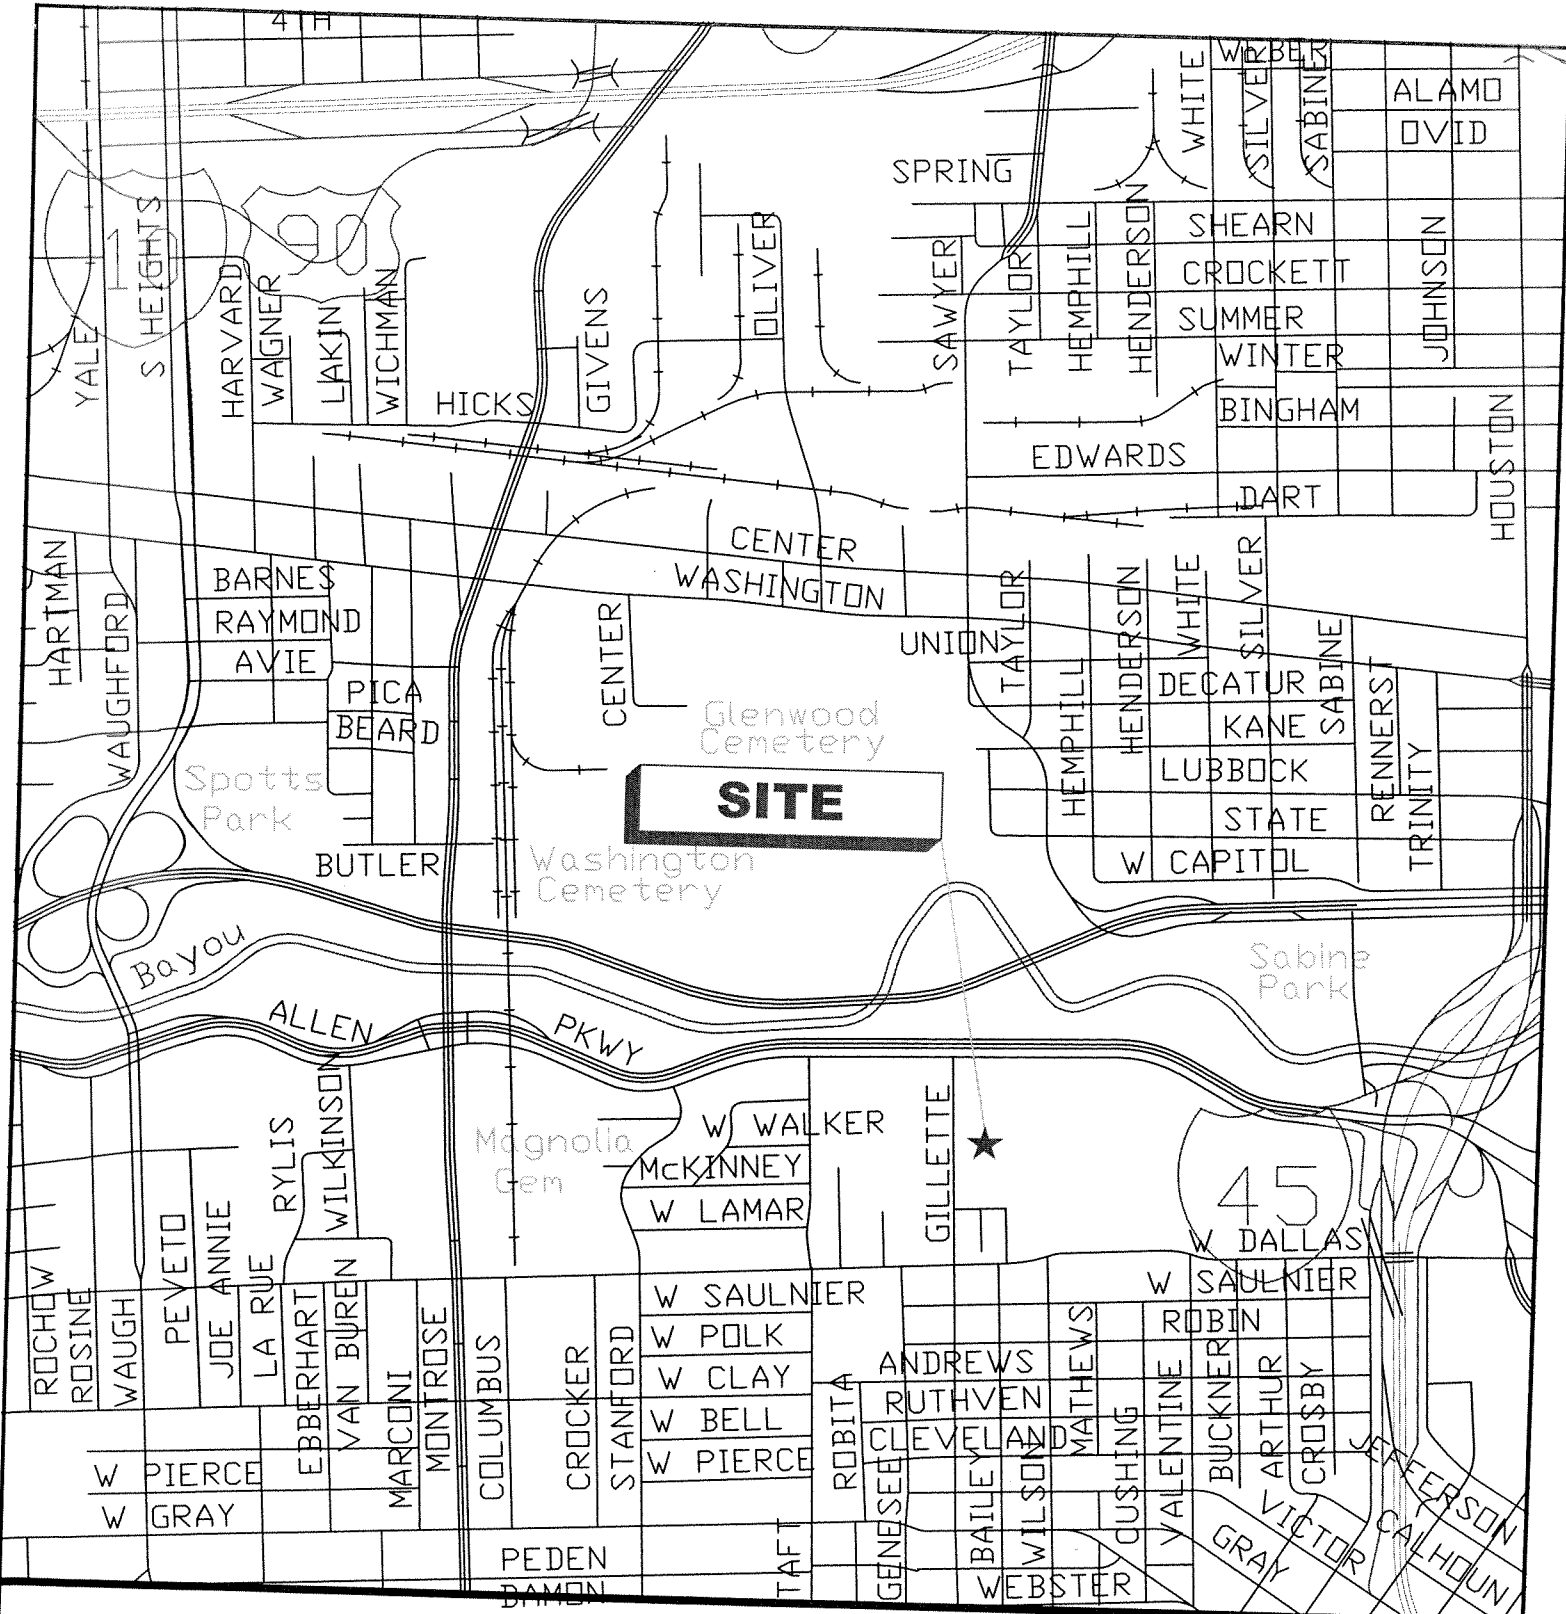 4TH
WHITE
SILVER
SABINE
ALAMO
OVID
SPRING
10
90
S HEIGHTS
YALE
HARVARD
WAGNER
LAKIN
WICHMAN
HICKS
GIVENS
OLIVER
SAWYER
TAYLOR
HEMPHILL
HENDERSON
SHEARN
CROCKETT
SUMMER
WINTER
JOHNSON
BINGHAM
EDWARDS
DART
HOUSTON
CENTER
WASHINGTON
HARTMAN
WAUGHFORD
BARNES
RAYMOND
AVIE
PICA
BEARD
CENTER
UNION
TAYLOR
HEMPHILL
HENDERSON
WHITE
SILVER
SABINE
RENNERST
TRINITY
DECATUR
KANE
LUBBOCK
STATE
W CAPITOL
Glenwood
Cemetery
Spotts
Park
SITE
BUTLER
Washington
Cemetery
Bayou
Sabine
Park
ALLEN PKWY
WILKINSON
RYLIS
Magnolia
Cem
W WALKER
McKINNEY
W LAMAR
GILLETTE
45
W DALLAS
ROCHOW
ROSINE
WAUGH
PEVETO
JOE ANNIE
LA RUE
EBBERHART
VAN BUREN
MARCONI
MONTROSE
COLUMBUS
CROCKER
STANFORD
W SAULNIER
W POLK
W CLAY
W BELL
W PIERCE
W SAULNIER
ROBIN
ANDREWS
RUTHVEN
CLEVELAND
MATHEWS
ROBITA
GENESEE
BAILEY
WILSON
CUSHING
VALENTINE
BUCKNER
ARTHUR
CROSBY
JEFFERSON
CALHOUN
VICTOR
GRAY
W PIERCE
W GRAY
PEDEN
DAMON
TAFT
WEBSTER